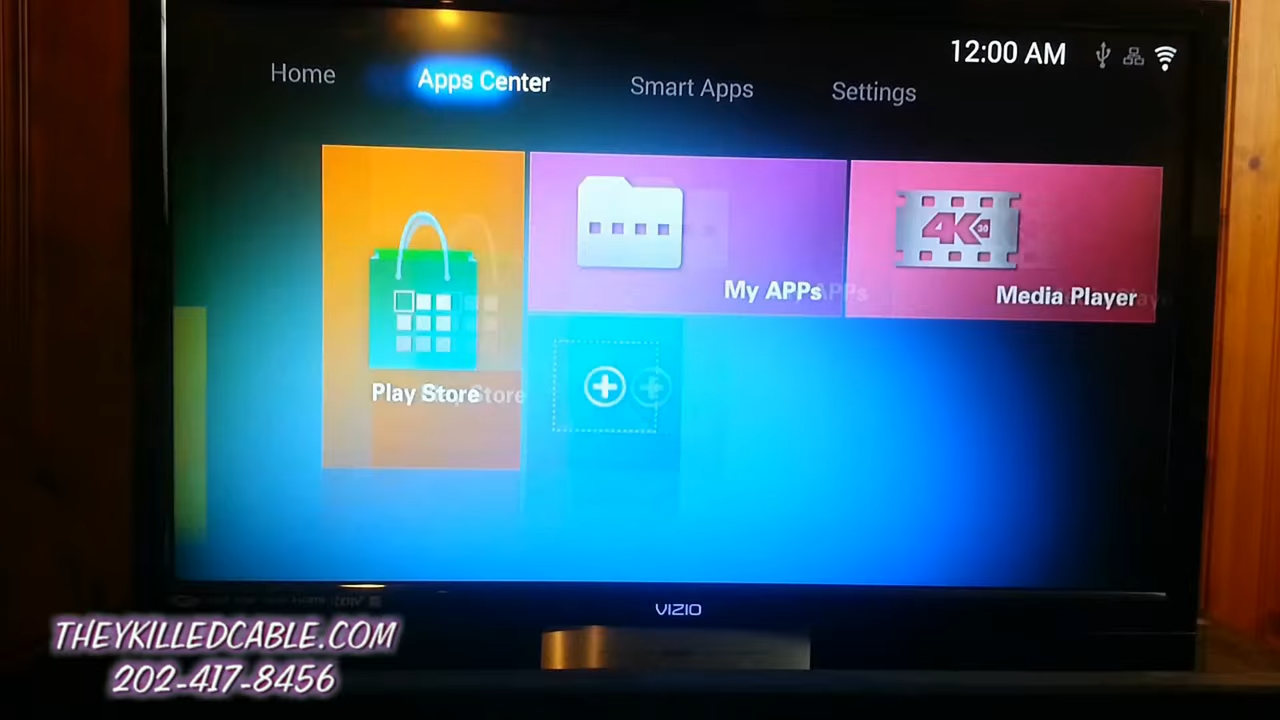 12:00 AM
Home
Apps Center
Smart Apps
Settings
4K 30
My APPs
Media Player
Play Store
VIZIO
THEYKILLEDCABLE.COM
202-417-8456